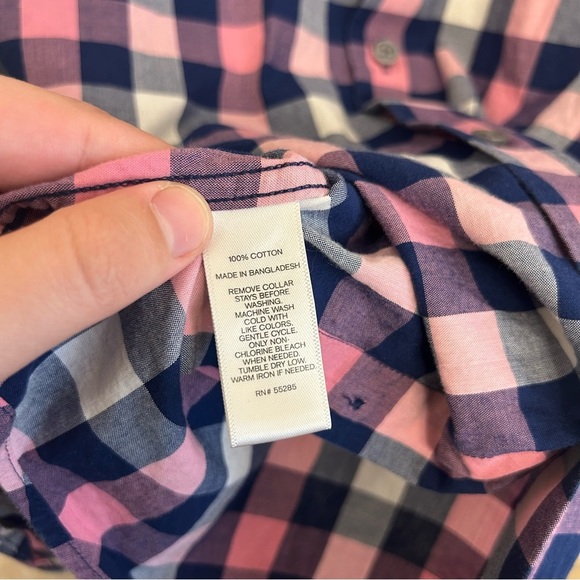 100% COTTON
MADE IN BANGLADESH
REMOVE COLLAR
STAYS BEFORE
WASHING.
MACHINE WASH
COLD WITH
LIKE COLORS,
GENTLE CYCLE.
ONLY NON-
CHLORINE BLEACH
WHEN NEEDED.
TUMBLE DRY LOW.
WARM IRON IF NEEDED.
RN# 55285